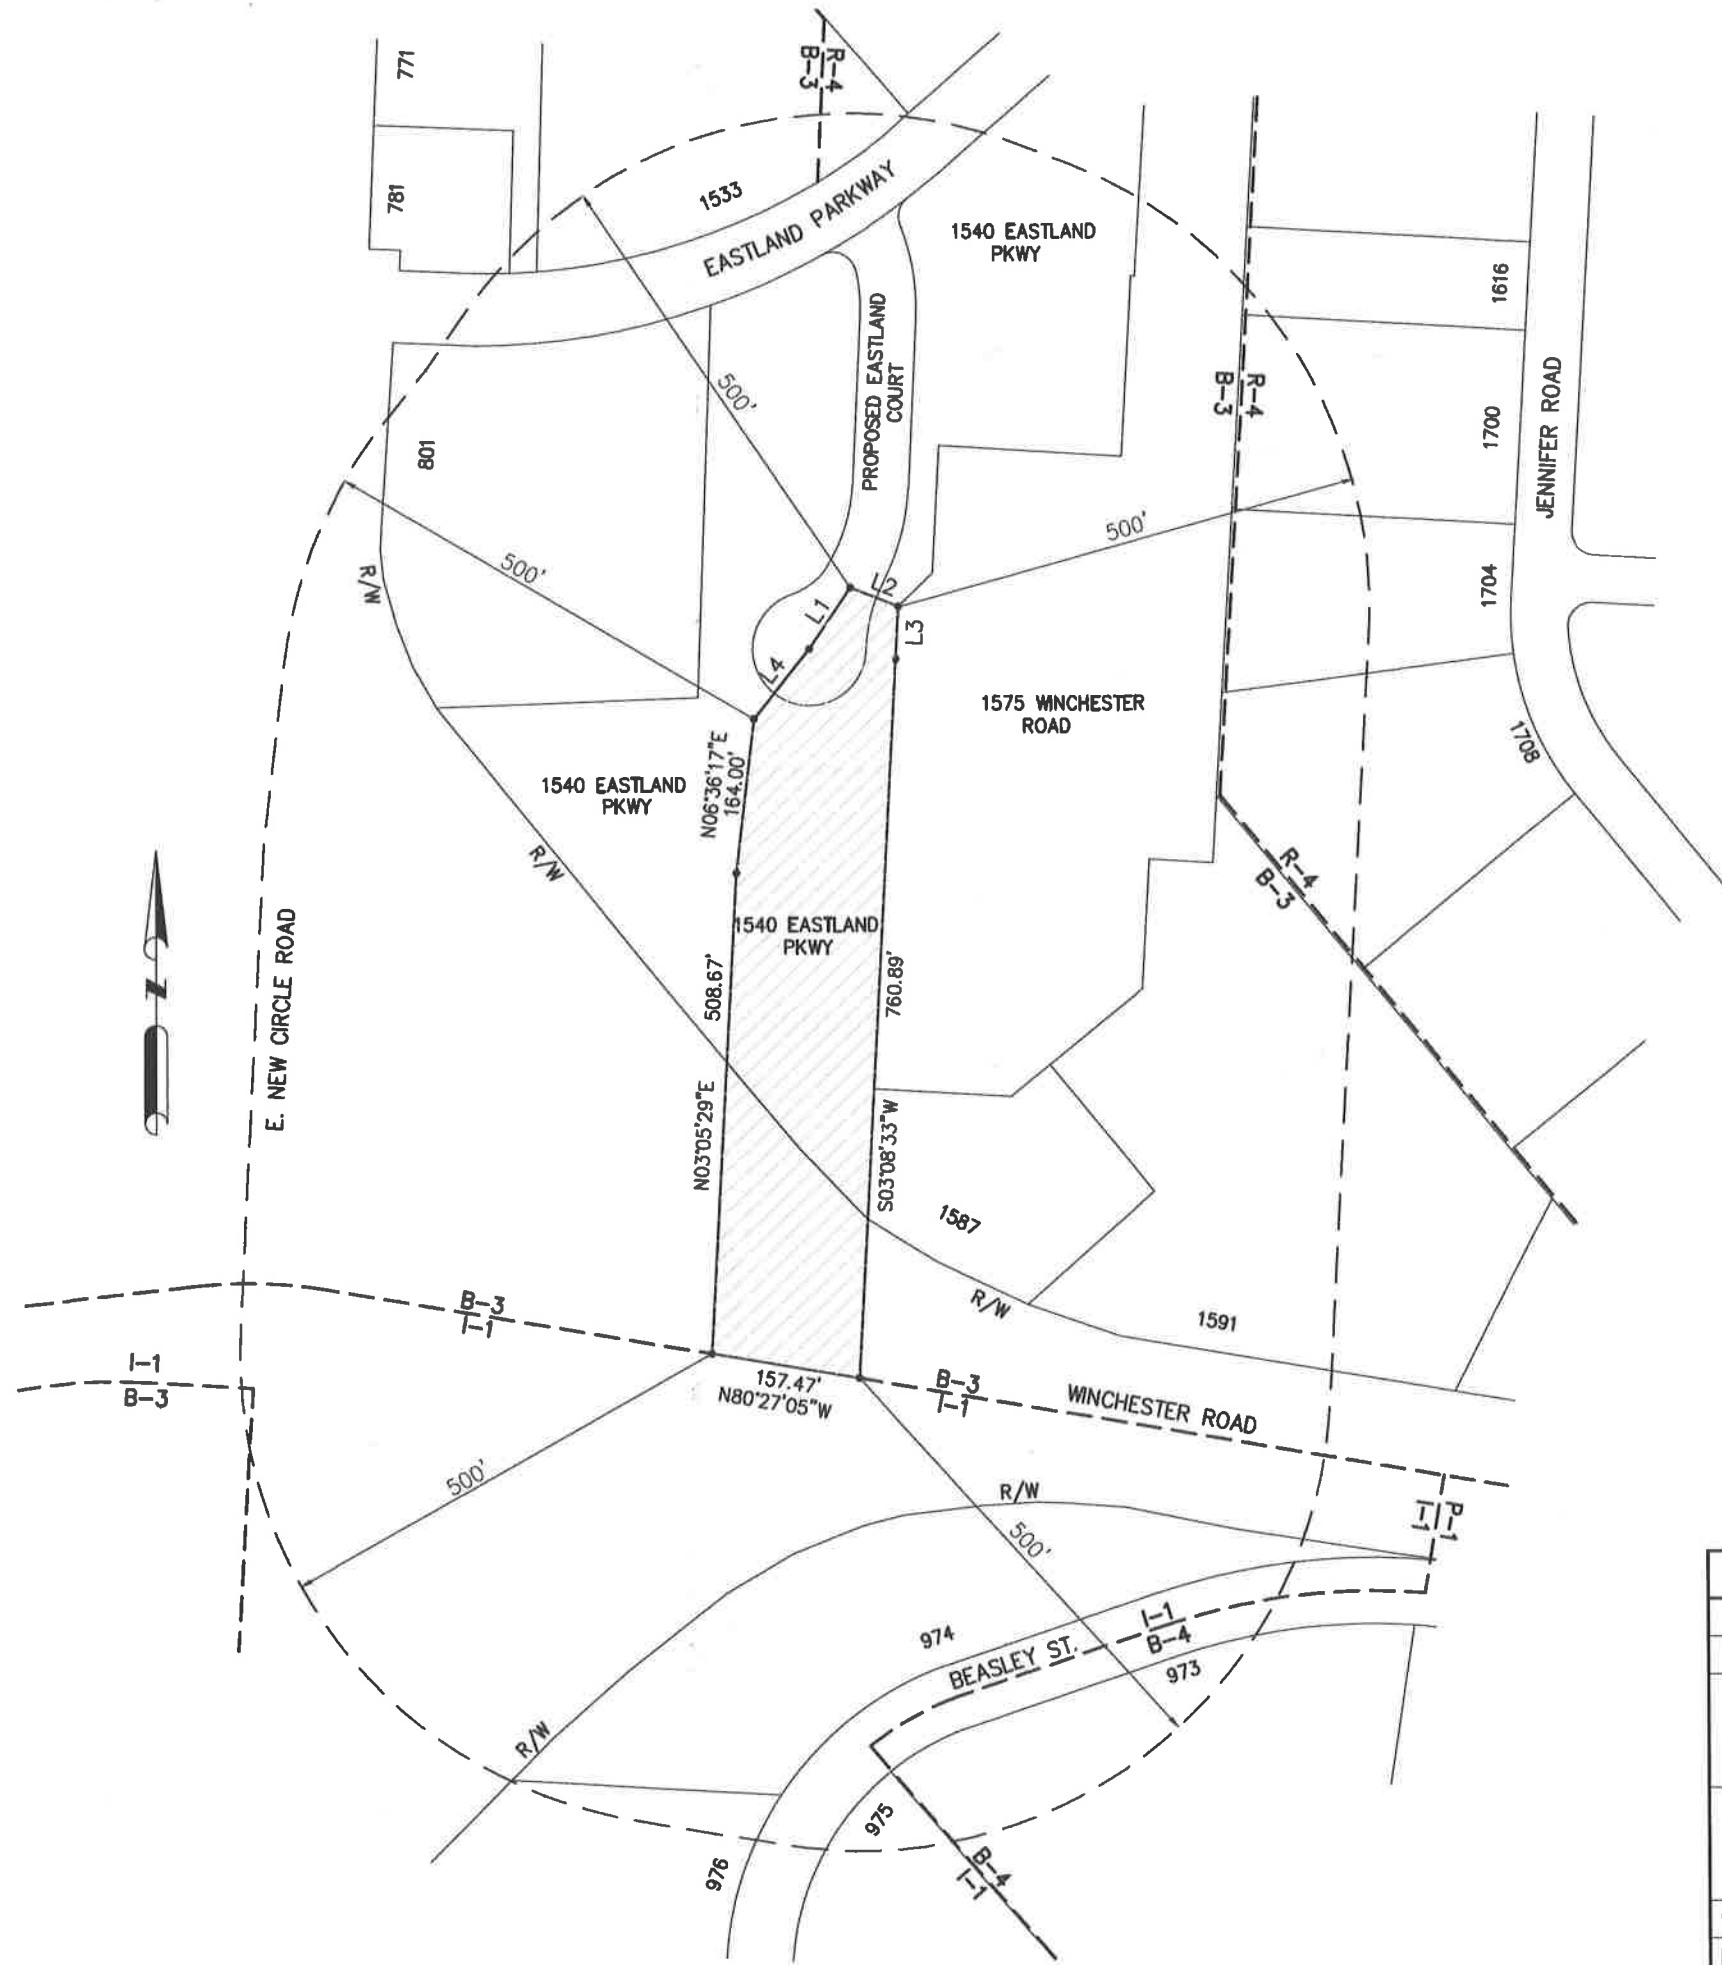 771
R-4
B-3
781
1533
EASTLAND PARKWAY
1540 EASTLAND
PKWY
1616
PROPOSED EASTLAND
COURT
500'
R-4
B-3
1700
JENNIFER ROAD
801
500'
500'
R/W
L2
L1
L3
L4
1704
1575 WINCHESTER
ROAD
1708
N06°36'17"E
164.00'
1540 EASTLAND
PKWY
R/W
R-4
B-3
1540 EASTLAND
PKWY
N
E. NEW CIRCLE ROAD
508.67'
N03°05'29"E
760.89'
S03°08'33"W
1587
R/W
1591
B-3
I-1
I-1
B-3
157.47'
N80°27'05"W
B-3
I-1
WINCHESTER ROAD
500'
R/W
500'
P-1
I-1
974
BEASLEY ST.
I-1
B-4
973
R/W
975
976
B-4
I-1